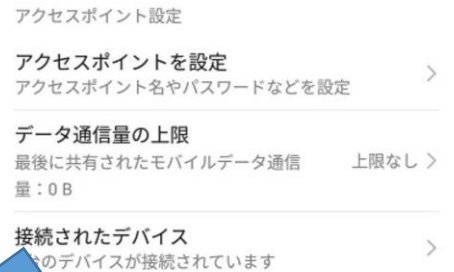 アクセスポイント設定
アクセスポイントを設定
アクセスポイント名やパスワードなどを設定
データ通信量の上限
最後に共有されたモバイルデータ通信 上限なし
量：0 B
接続されたデバイス
台のデバイスが接続されています